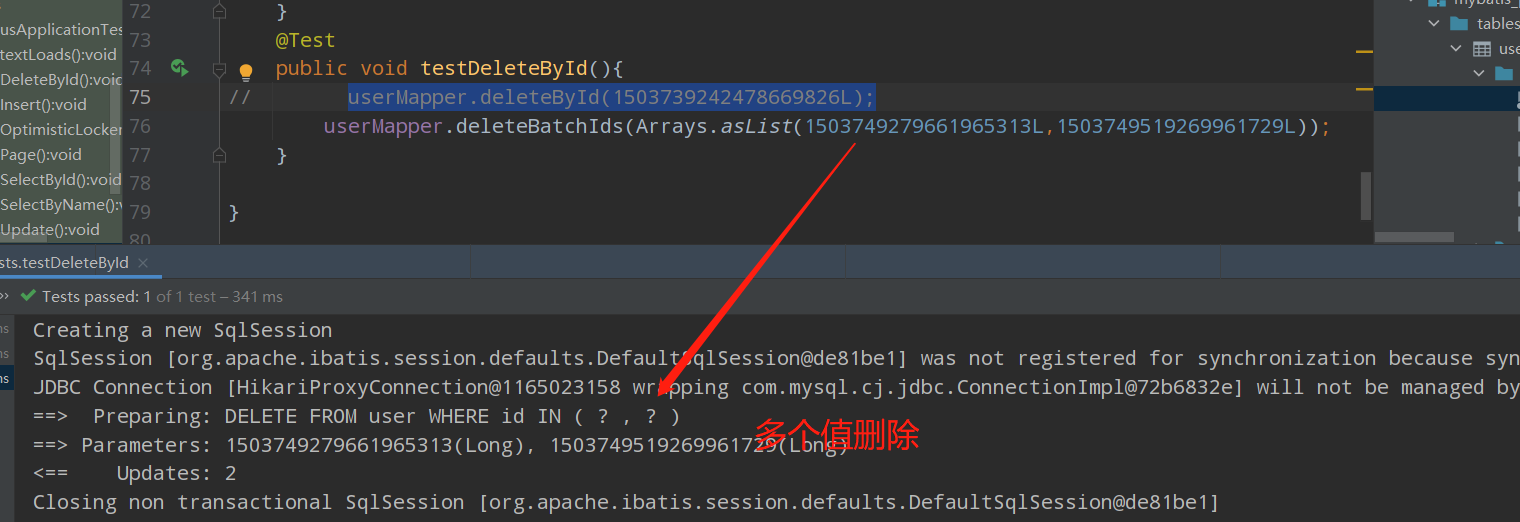 72 }
usApplicationTes
73 @Test
textLoads():void
74 public void testDeleteById(){
DeleteById():void
75 // userMapper.deleteById(1503739242478669826L);
Insert():void
76 userMapper.deleteBatchIds(Arrays.asList(1503749279661965313L,1503749519269961729L));
OptimisticLocker
77 }
Page():void
78
SelectById():void
SelectByName():v
79 }
Update():void
80
mybatis_p
tables
use
sts.testDeleteById
Tests passed: 1 of 1 test – 341 ms
ms
Creating a new SqlSession
ms
SqlSession [org.apache.ibatis.session.defaults.DefaultSqlSession@de81be1] was not registered for synchronization because syn
ms
JDBC Connection [HikariProxyConnection@1165023158 wrapping com.mysql.cj.jdbc.ConnectionImpl@72b6832e] will not be managed by
==> Preparing: DELETE FROM user WHERE id IN ( ? , ? )
==> Parameters: 1503749279661965313(Long), 1503749519269961729(Long)
多个值删除
<== Updates: 2
Closing non transactional SqlSession [org.apache.ibatis.session.defaults.DefaultSqlSession@de81be1]